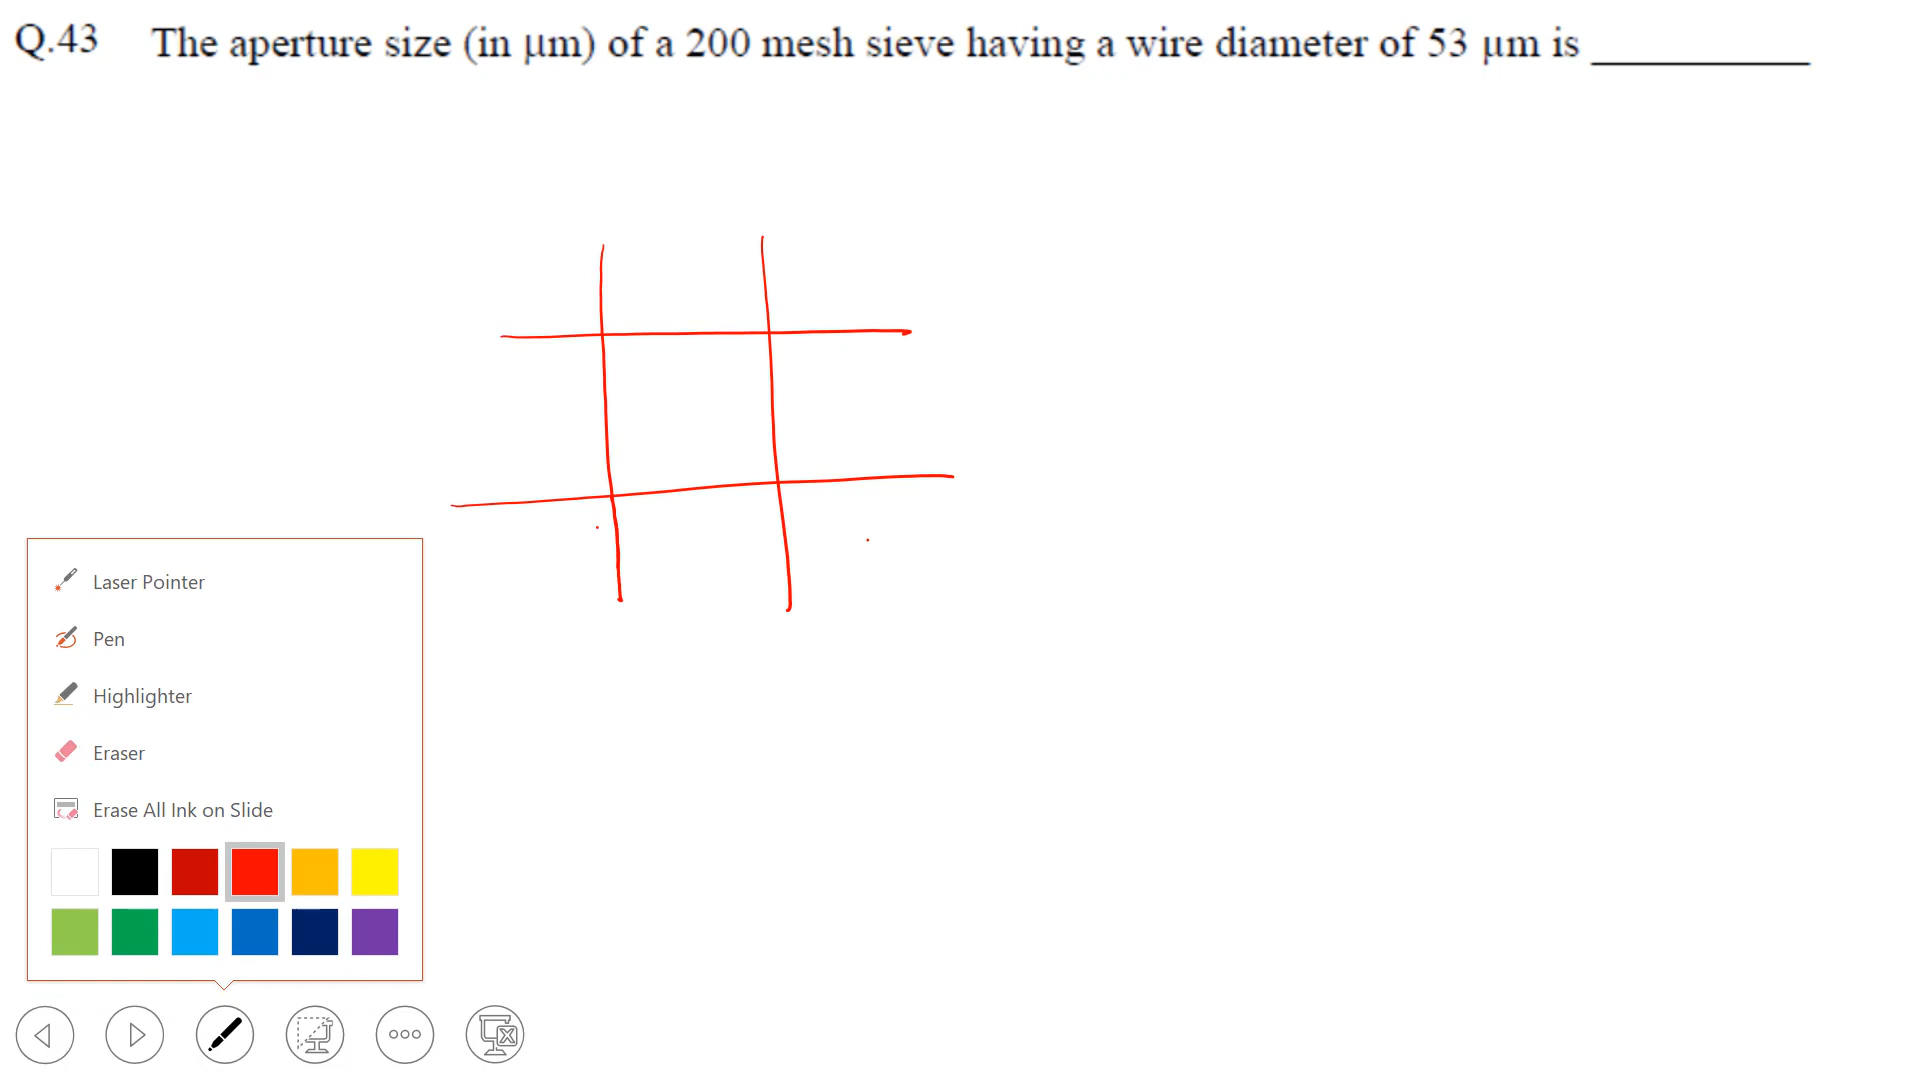 Q.43 The aperture size (in µm) of a 200 mesh sieve having a wire diameter of 53 µm is __________
Laser Pointer
Pen
Highlighter
Eraser
Erase All Ink on Slide